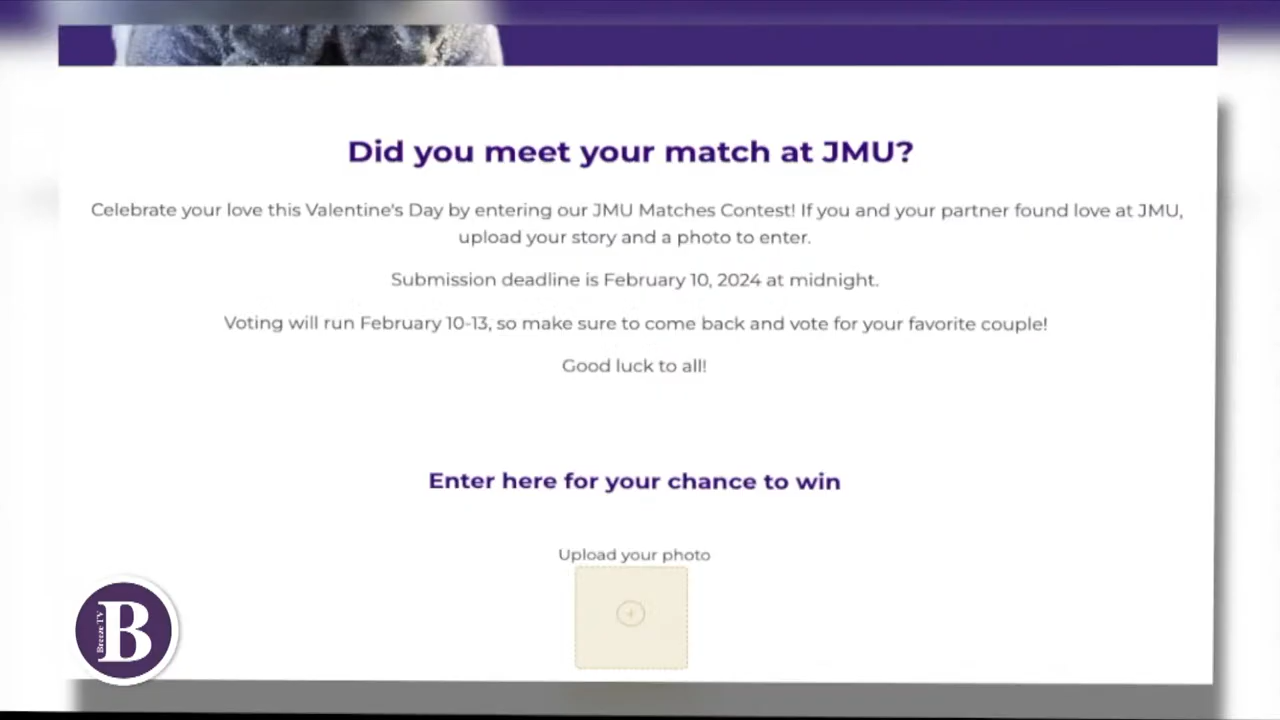 Did you meet your match at JMU?
Celebrate your love this Valentine's Day by entering our JMU Matches Contest! If you and your partner found love at JMU,
upload your story and a photo to enter.
Submission deadline is February 10, 2024 at midnight.
Voting will run February 10-13, so make sure to come back and vote for your favorite couple!
Good luck to all!
Enter here for your chance to win
Upload your photo
Breeze TV
B